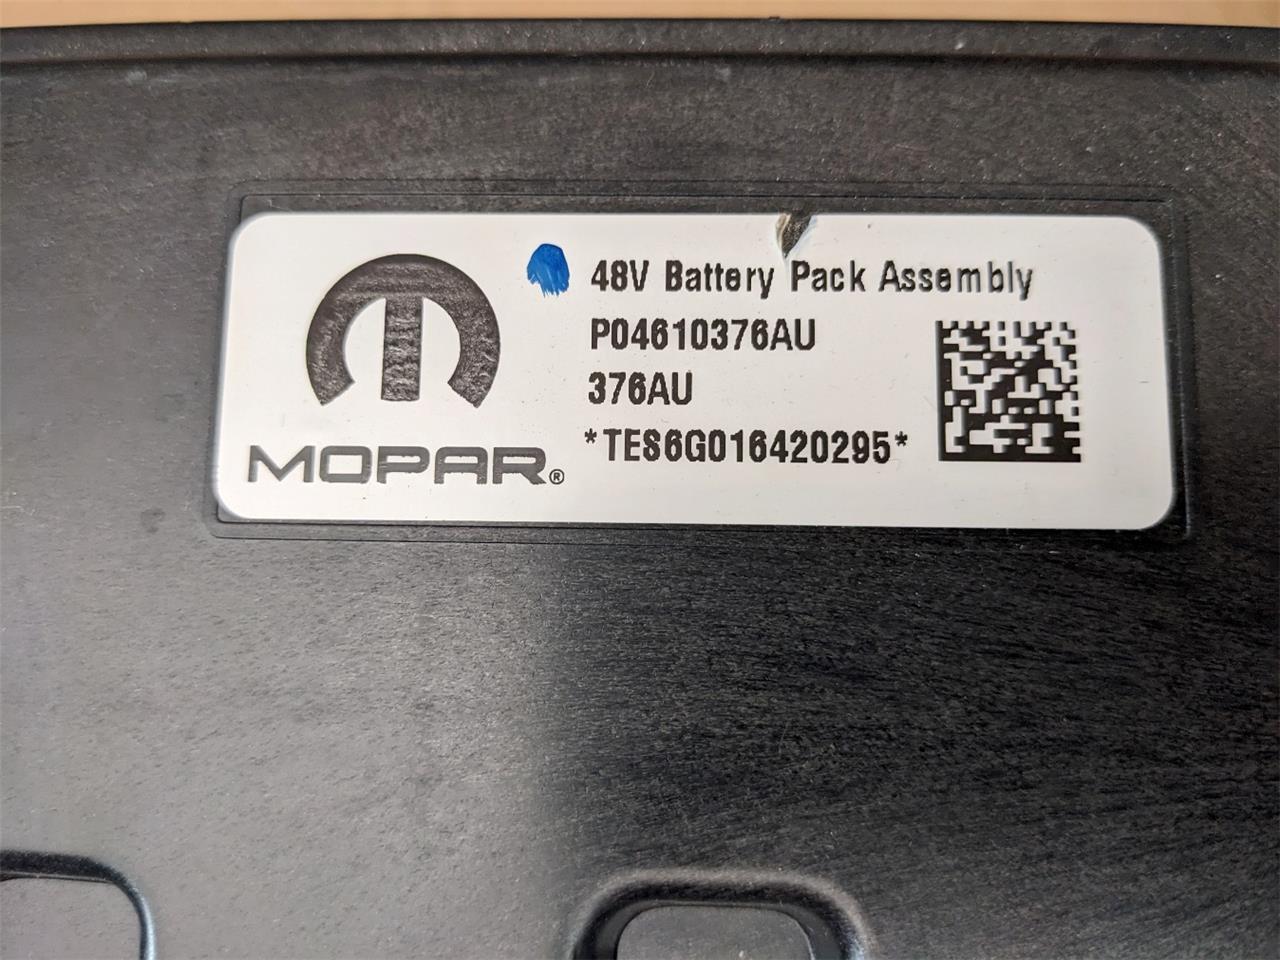 48V Battery Pack Assembly
P04610376AU
376AU
*TES6G016420295*
MOPAR®